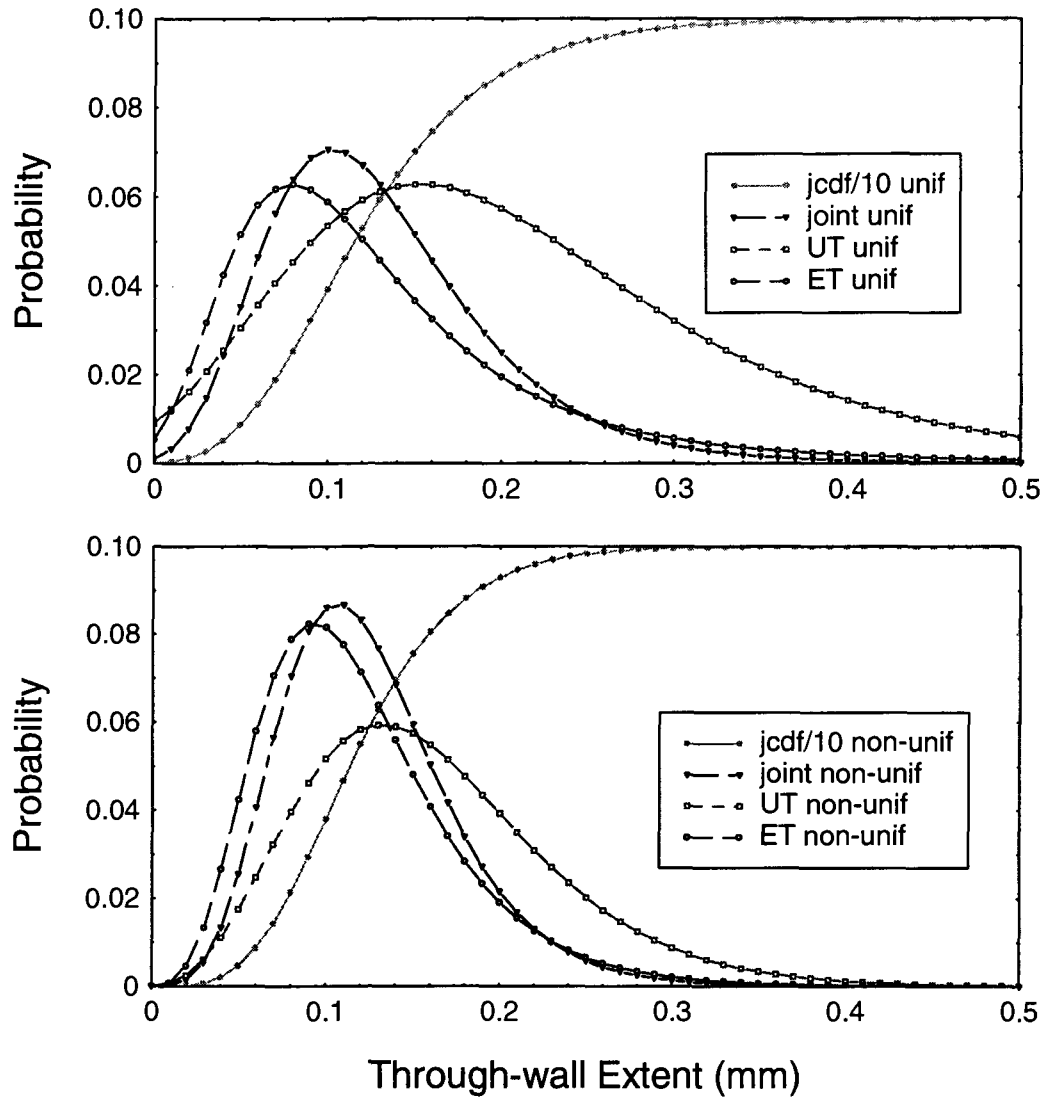 0.10
0.08
0.06
0.04
0.02
0
Probability
jcdf/10 unif
joint unif
UT unif
ET unif
0 0.1 0.2 0.3 0.4 0.5
0.10
0.08
0.06
0.04
0.02
0
Probability
jcdf/10 non-unif
joint non-unif
UT non-unif
ET non-unif
0 0.1 0.2 0.3 0.4 0.5
Through-wall Extent (mm)